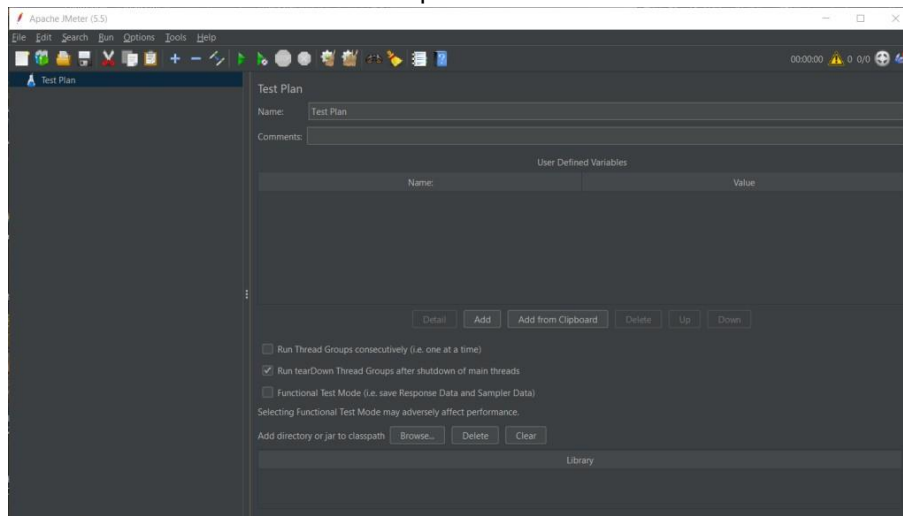 Apache JMeter (5.5)
File Edit Search Run Options Tools Help
00:00:00 0 0/0
Test Plan
Test Plan
Name: Test Plan
Comments:
User Defined Variables
Name: Value
Detail Add Add from Clipboard Delete Up Down
Run Thread Groups consecutively (i.e. one at a time)
Run tearDown Thread Groups after shutdown of main threads
Functional Test Mode (i.e. save Response Data and Sampler Data)
Selecting Functional Test Mode may adversely affect performance.
Add directory or jar to classpath Browse... Delete Clear
Library